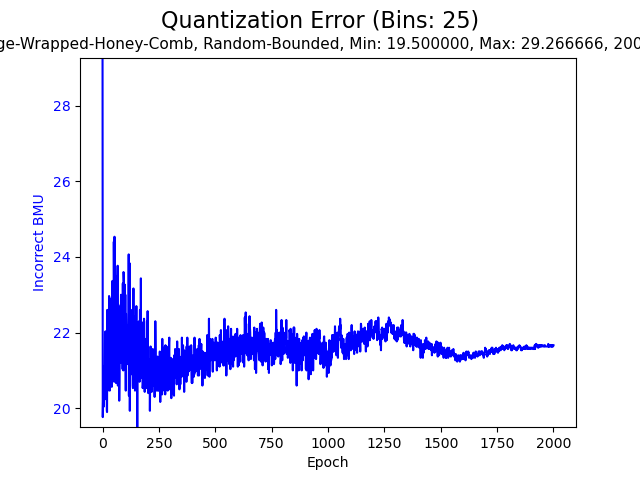 Quantization Error (Bins: 25)
ge-Wrapped-Honey-Comb, Random-Bounded, Min: 19.500000, Max: 29.266666, 200
28
26
24
22
20
Incorrect BMU
0 250 500 750 1000 1250 1500 1750 2000
Epoch